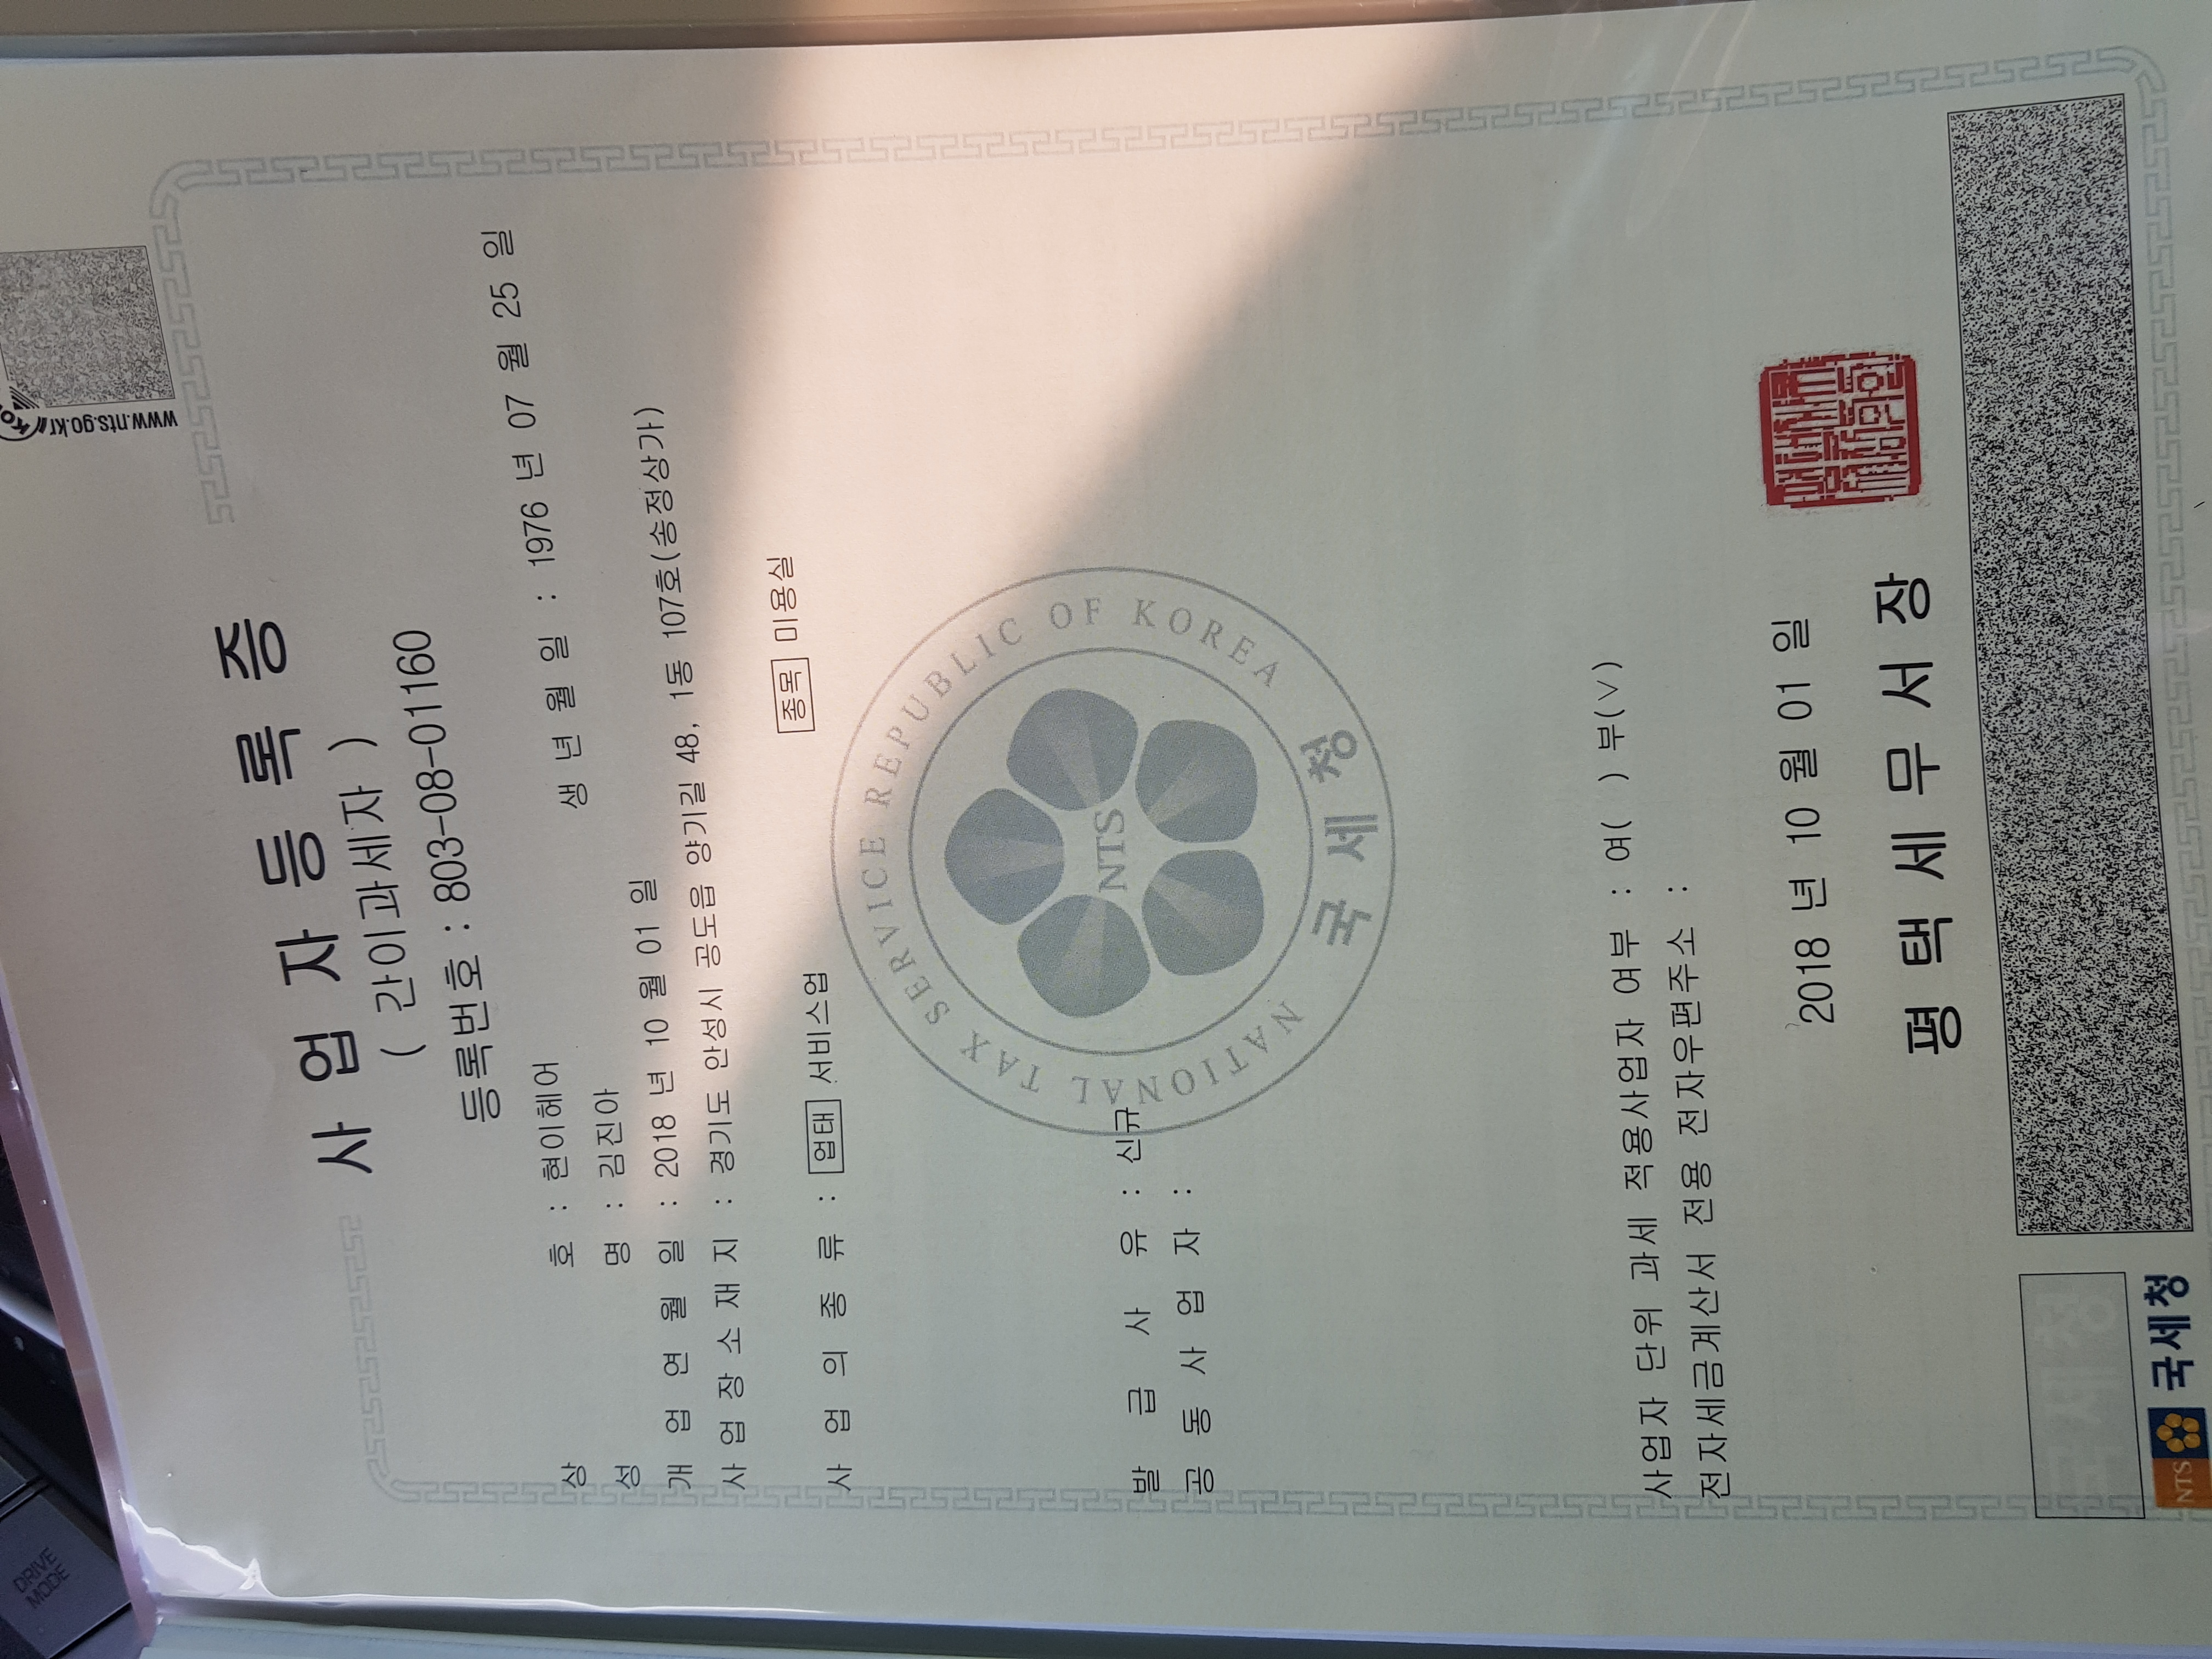 www.nts.go.kr
사 업 자 등 록 증
( 간이과세자 )
등록번호 : 803-08-01160
상 호 : 현이헤어
성 명 : 김진아 생 년 월 일 : 1976 년 07 월 25 일
개 업 연 월 일 : 2018 년 10 월 01 일
사 업 장 소 재 지 : 경기도 안성시 공도읍 양기길 48, 1동 107호(송정상가)
사 업 의 종 류 : 업태 서비스업 종목 미용실
NATIONAL TAX SERVICE REPUBLIC OF KOREA
NTS
국세청
발 급 사 유 : 신규
공 동 사 업 자 :
사업자 단위 과세 적용사업자 여부 : 여( ) 부(∨)
전자세금계산서 전용 전자우편주소 :
2018 년 10 월 01 일
평 택 세 무 서 장
국세청
NTS 국세청
DRIVE
MODE